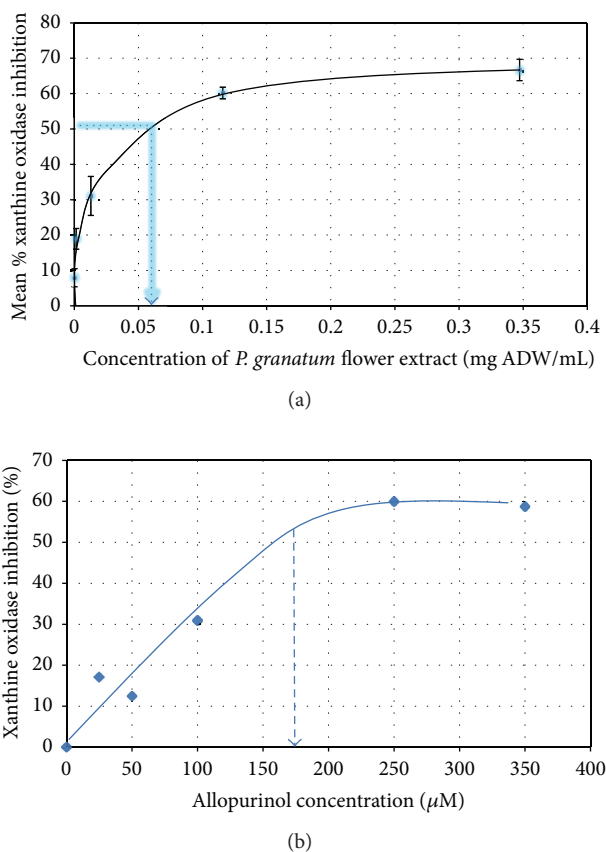 Mean % xanthine oxidase inhibition
80
70
60
50
40
30
20
10
0
0 0.05 0.1 0.15 0.2 0.25 0.3 0.35 0.4
Concentration of P. granatum flower extract (mg ADW/mL)
(a)
Xanthine oxidase inhibition (%)
70
60
50
40
30
20
10
0
0 50 100 150 200 250 300 350 400
Allopurinol concentration (μM)
(b)